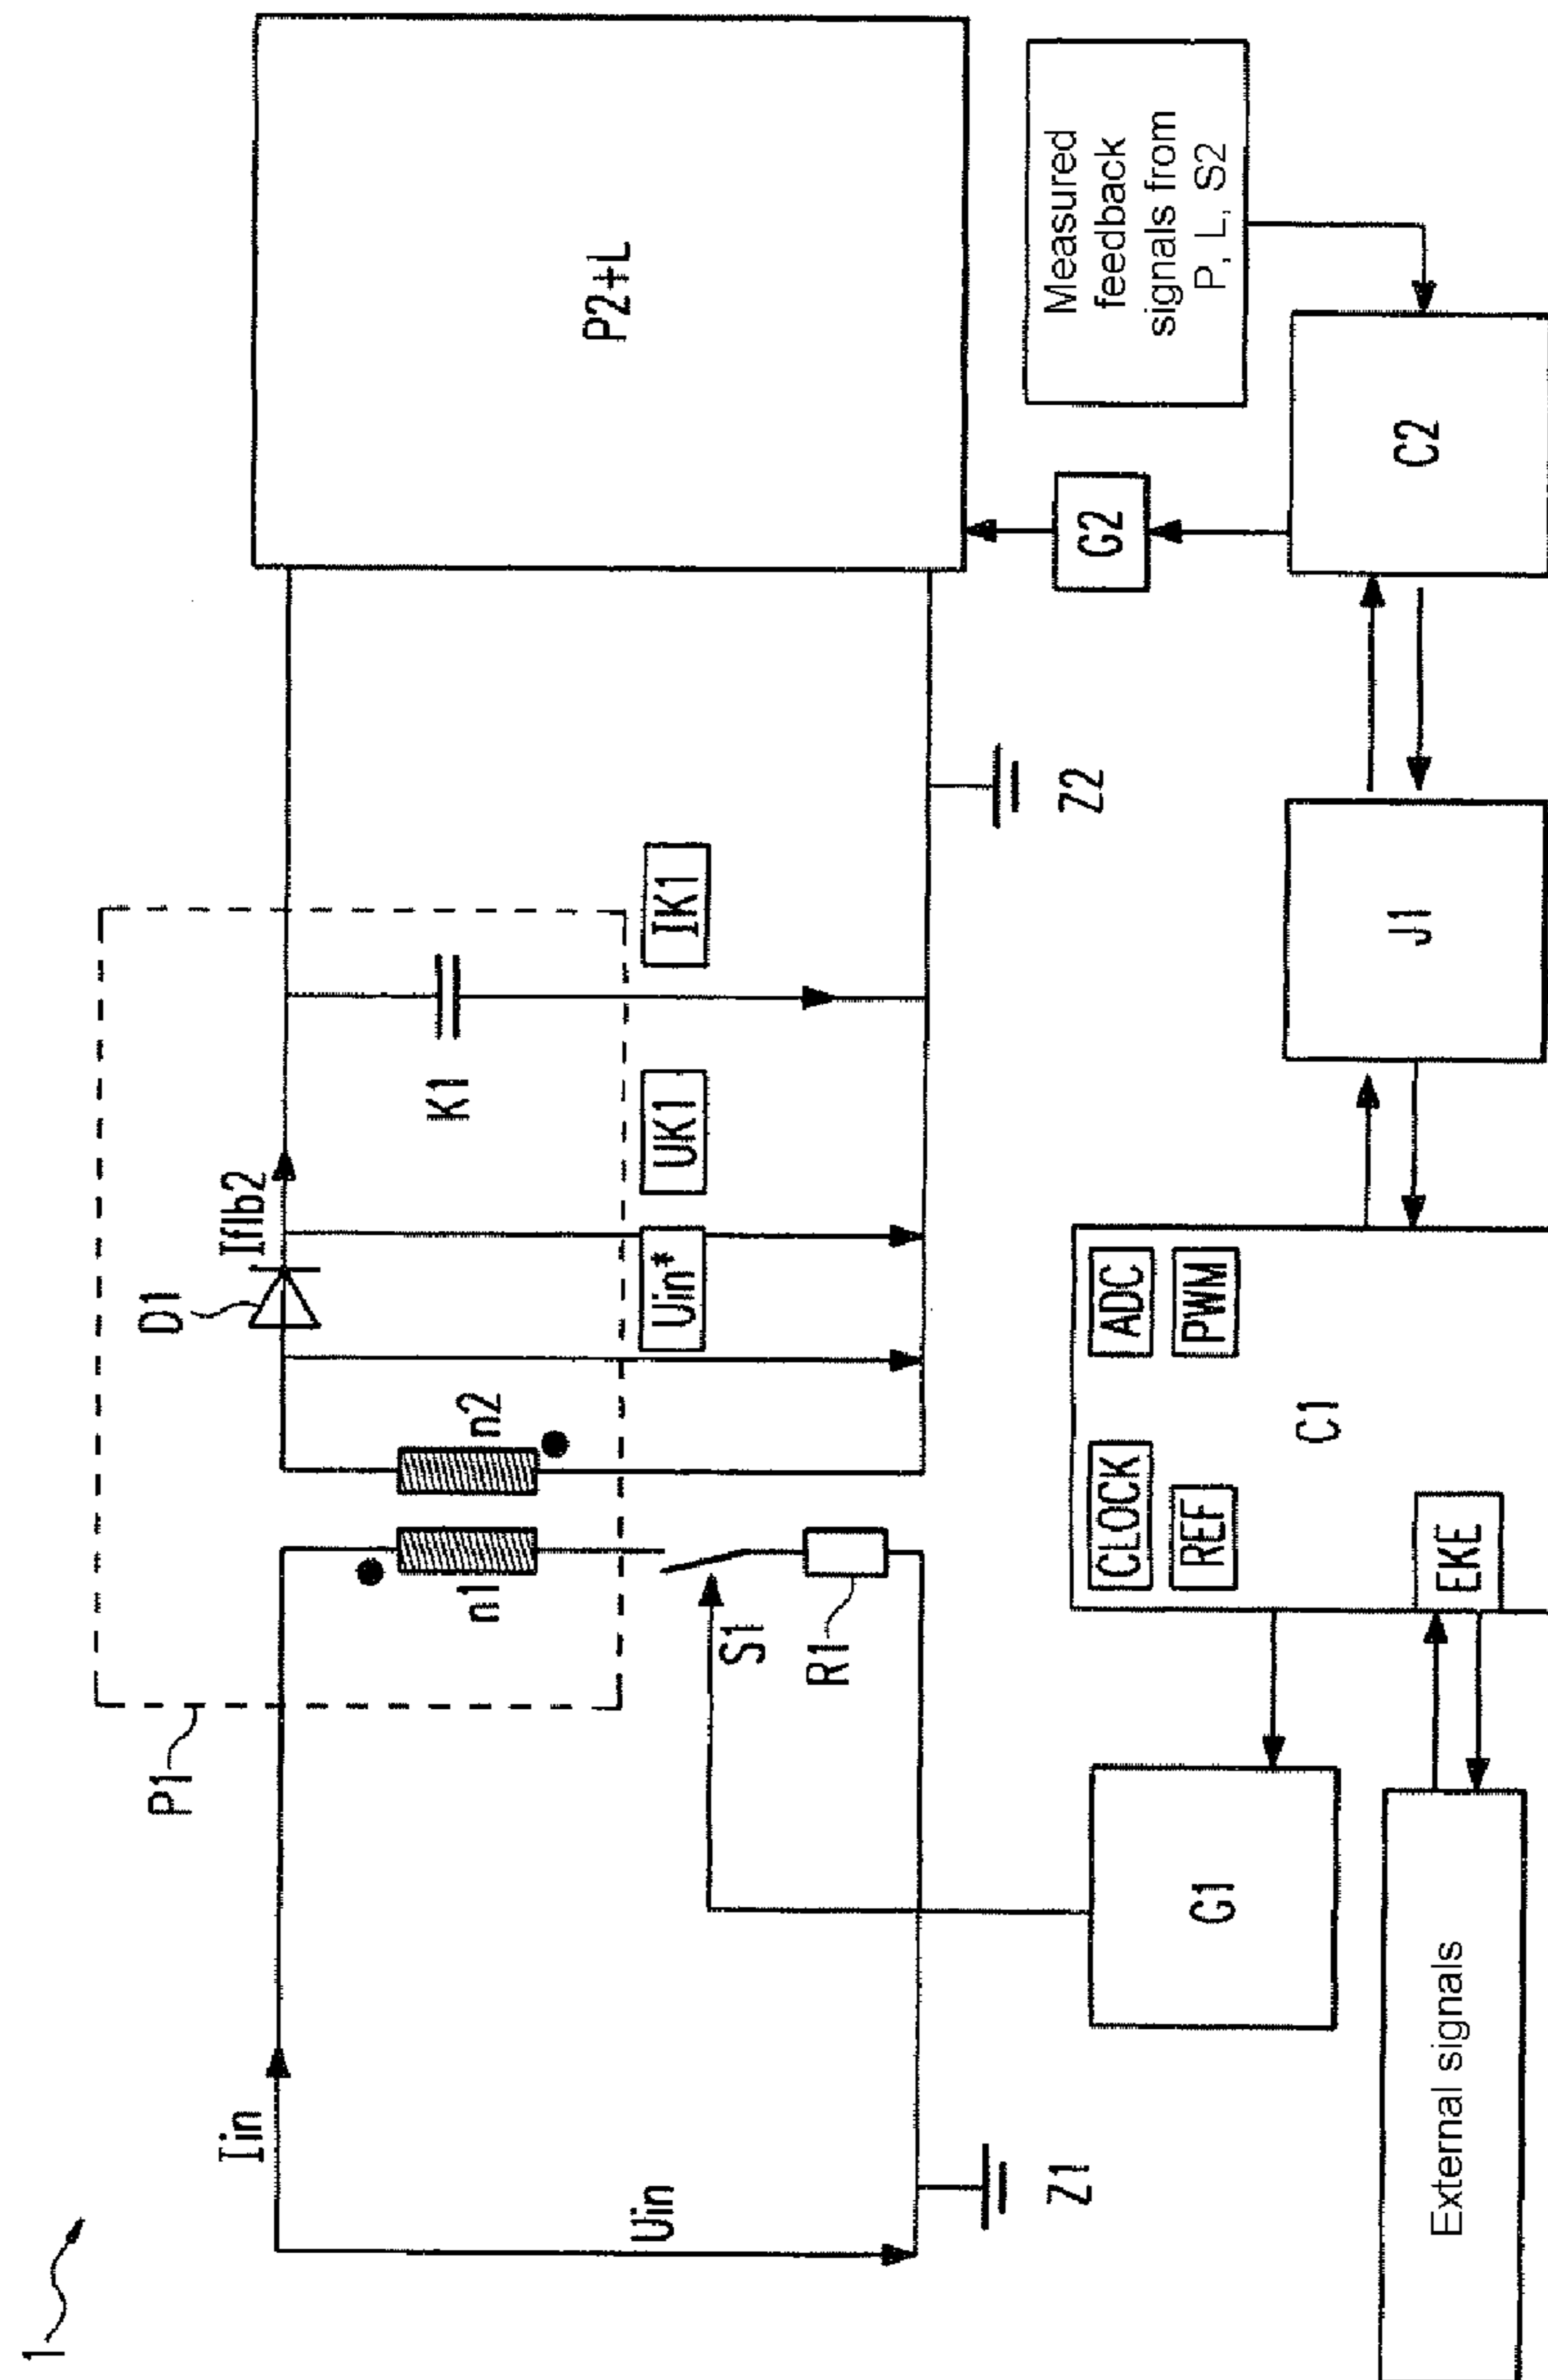 1
Iin
Uin
Z1
P1
n1
n2
D1
Iflb2
K1
S1
R1
Uin*
UK1
IK1
Z2
P2+L
G1
CLOCK
REF
ADC
PWM
C1
EKE
External signals
J1
G2
C2
Measured
feedback
signals from
P, L, S2